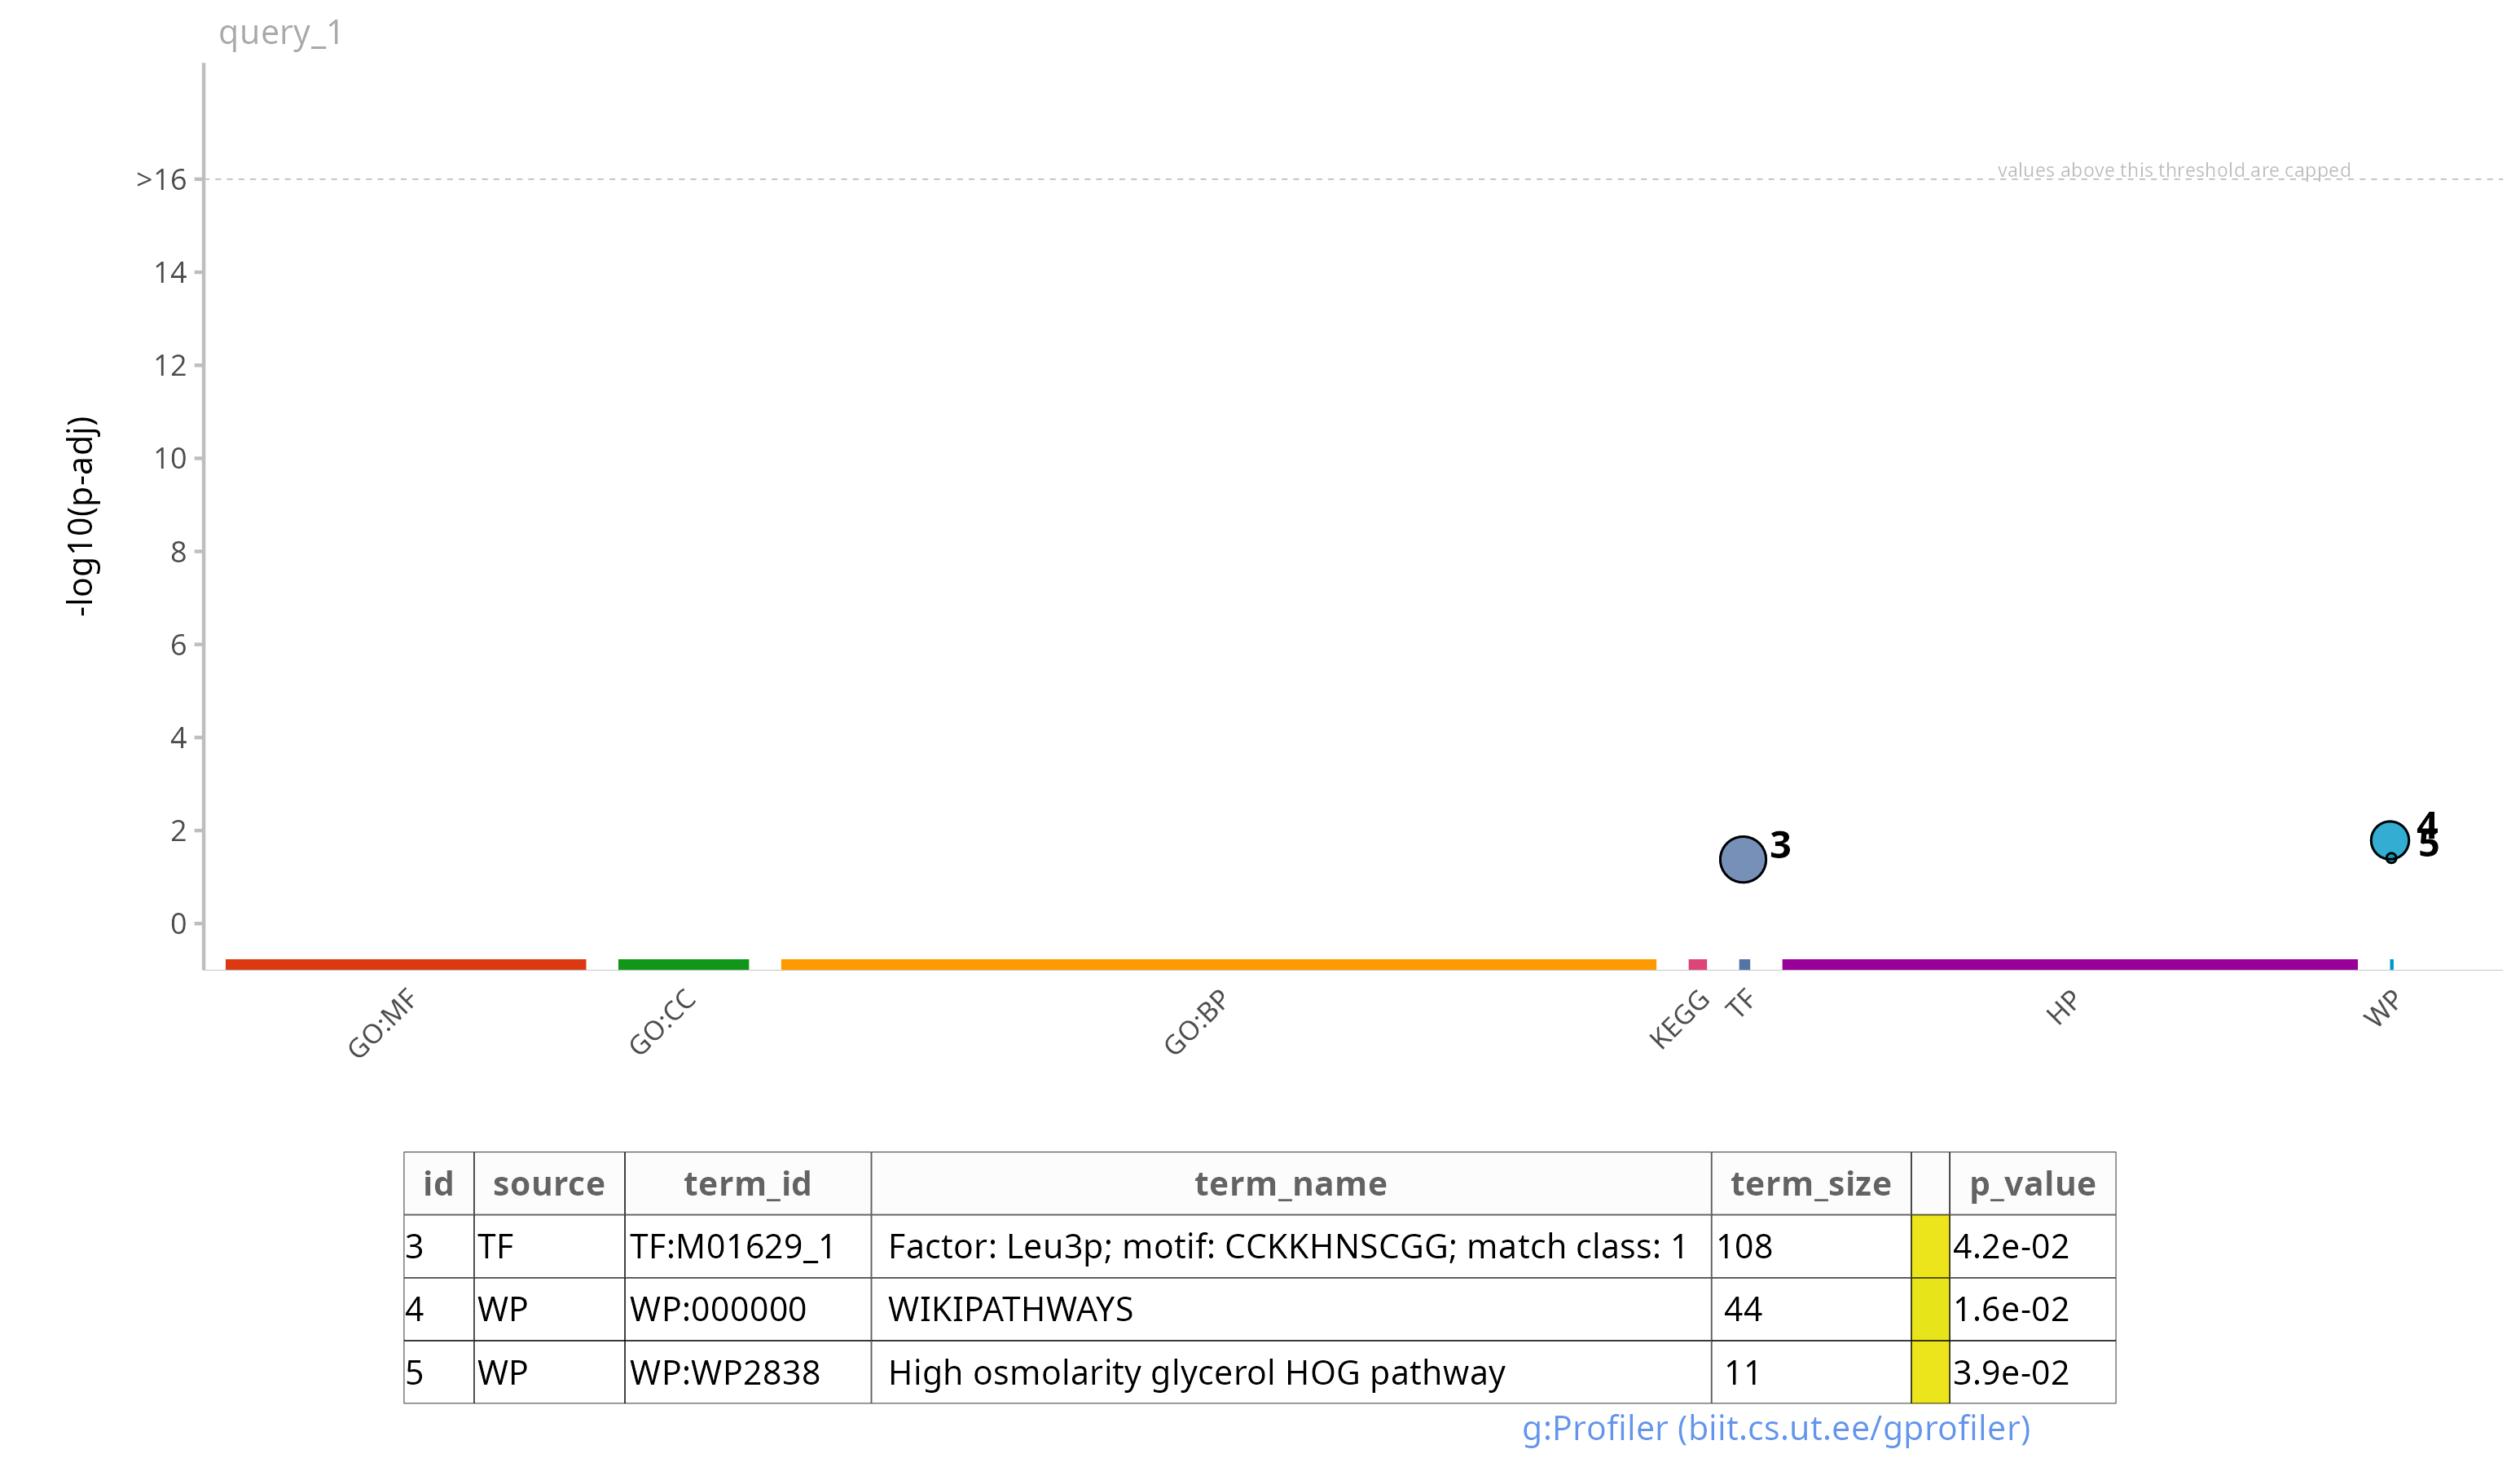 query_1
values above this threshold are capped
>16
14
12
10
8
6
4
2
0
-log10(p-adj)
3
4
5
GO:MF
GO:CC
GO:BP
KEGG
TF
HP
WP
id source term_id term_name term_size p_value
3 TF TF:M01629_1 Factor: Leu3p; motif: CCKKHNSCGG; match class: 1 108 4.2e-02
4 WP WP:000000 WIKIPATHWAYS 44 1.6e-02
5 WP WP:WP2838 High osmolarity glycerol HOG pathway 11 3.9e-02
g:Profiler (biit.cs.ut.ee/gprofiler)